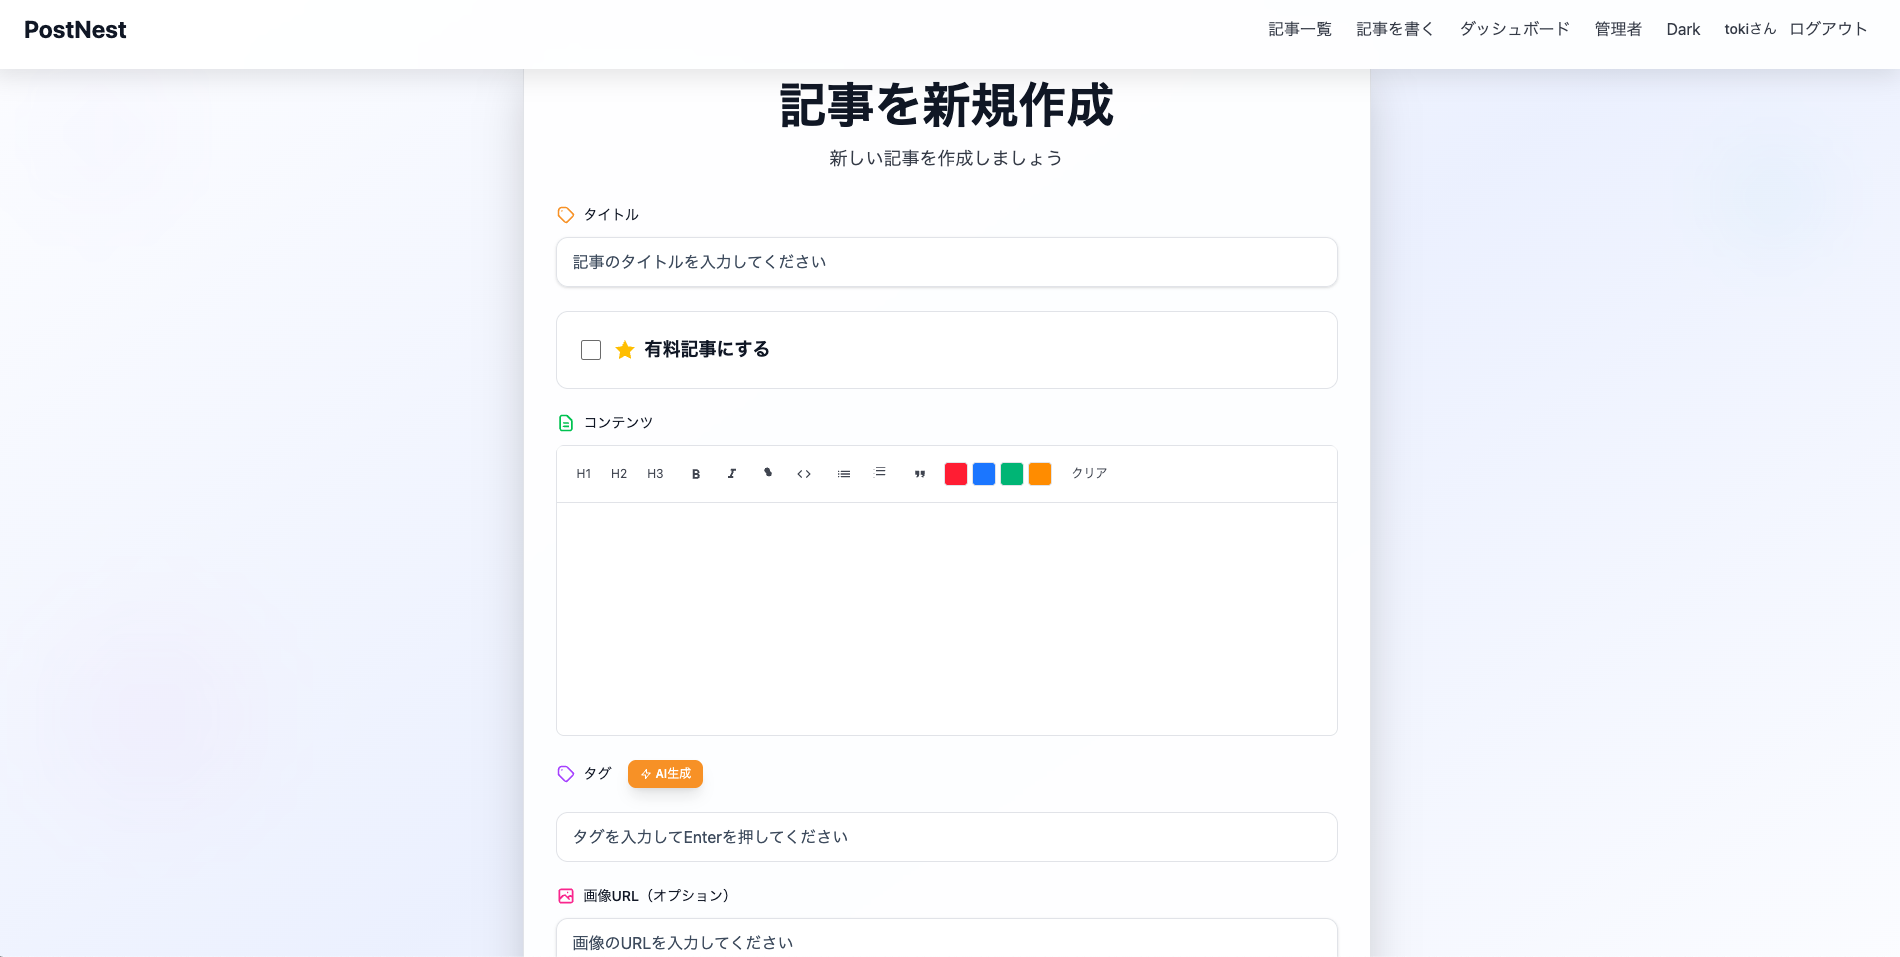 PostNest
記事一覧 記事を書く ダッシュボード 管理者 Dark tokiさん ログアウト
記事を新規作成
新しい記事を作成しましょう
タイトル
記事のタイトルを入力してください
有料記事にする
コンテンツ
H1 H2 H3 B I クリア
タグ AI生成
タグを入力してEnterを押してください
画像URL（オプション）
画像のURLを入力してください